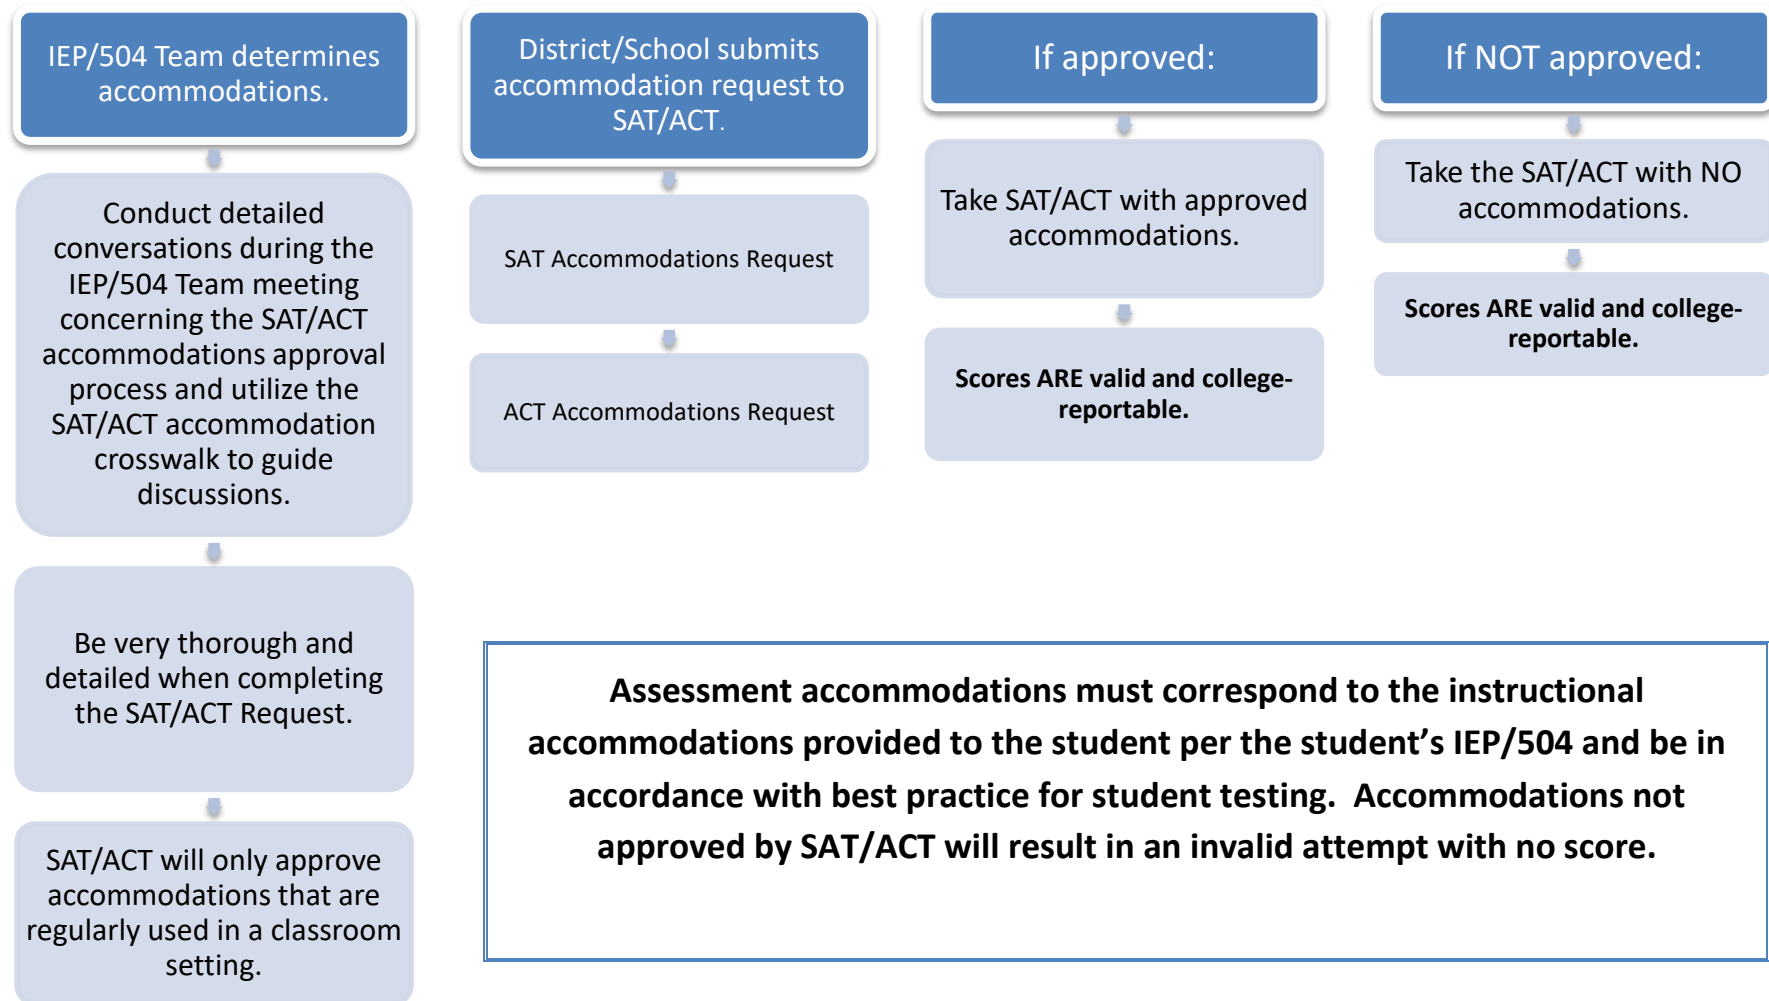 IEP/504 Team determines
accommodations.
Conduct detailed
conversations during the
IEP/504 Team meeting
concerning the SAT/ACT
accommodations approval
process and utilize the
SAT/ACT accommodation
crosswalk to guide
discussions.
Be very thorough and
detailed when completing
the SAT/ACT Request.
SAT/ACT will only approve
accommodations that are
regularly used in a classroom
setting.
District/School submits
accommodation request to
SAT/ACT.
SAT Accommodations Request
ACT Accommodations Request
If approved:
Take SAT/ACT with approved
accommodations.
Scores ARE valid and college-
reportable.
If NOT approved:
Take the SAT/ACT with NO
accommodations.
Scores ARE valid and college-
reportable.
Assessment accommodations must correspond to the instructional
accommodations provided to the student per the student’s IEP/504 and be in
accordance with best practice for student testing.  Accommodations not
approved by SAT/ACT will result in an invalid attempt with no score.